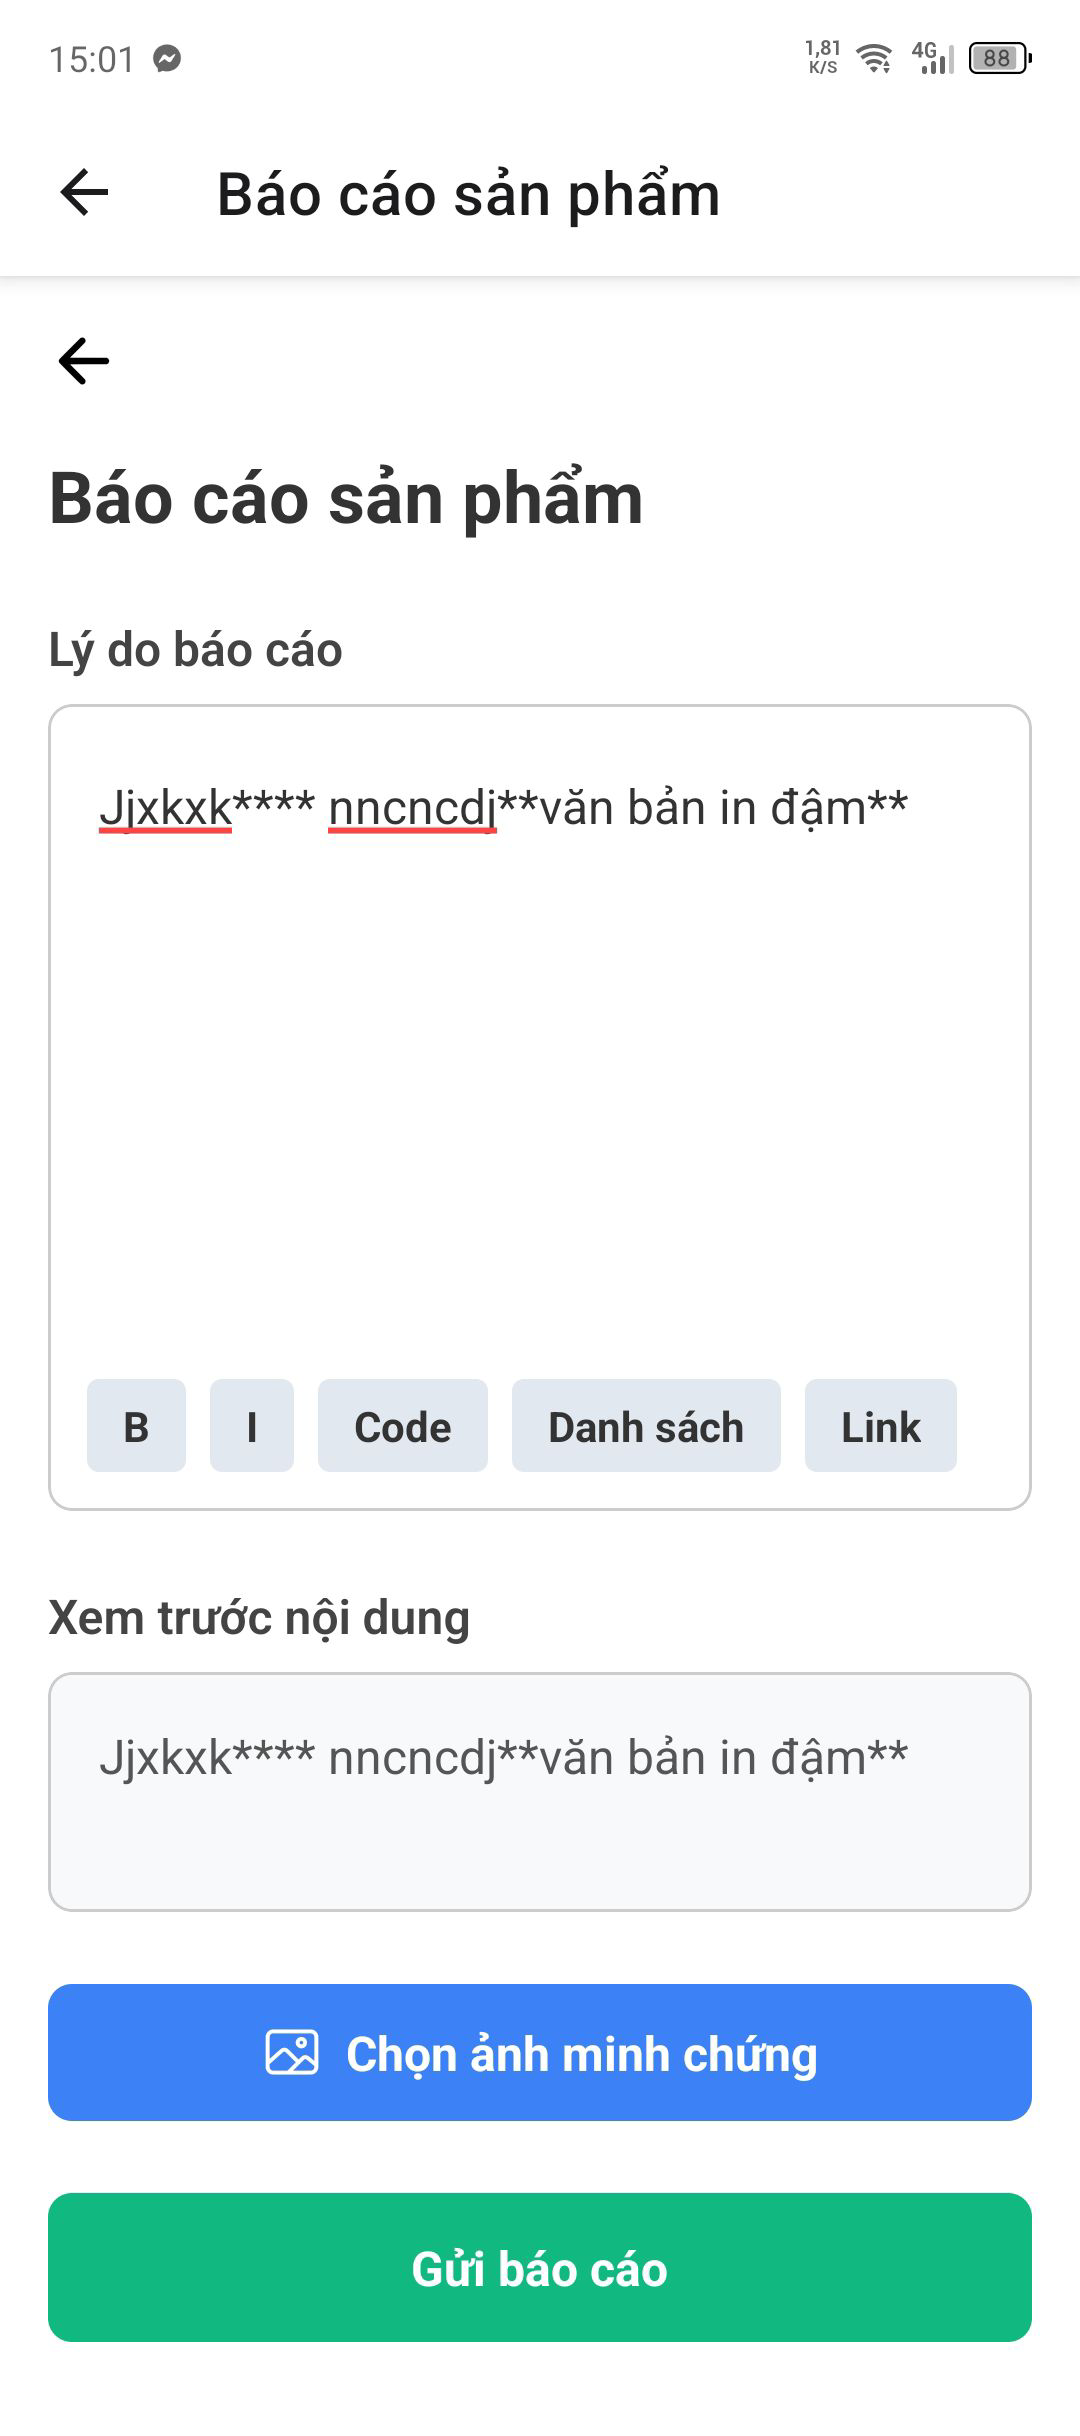 15:01
1,81
K/S
4G
88
Báo cáo sản phẩm
Báo cáo sản phẩm
Lý do báo cáo
Jjxkxk**** nncncdj**văn bản in đậm**
B I Code Danh sách Link
Xem trước nội dung
Jjxkxk**** nncncdj**văn bản in đậm**
Chọn ảnh minh chứng
Gửi báo cáo